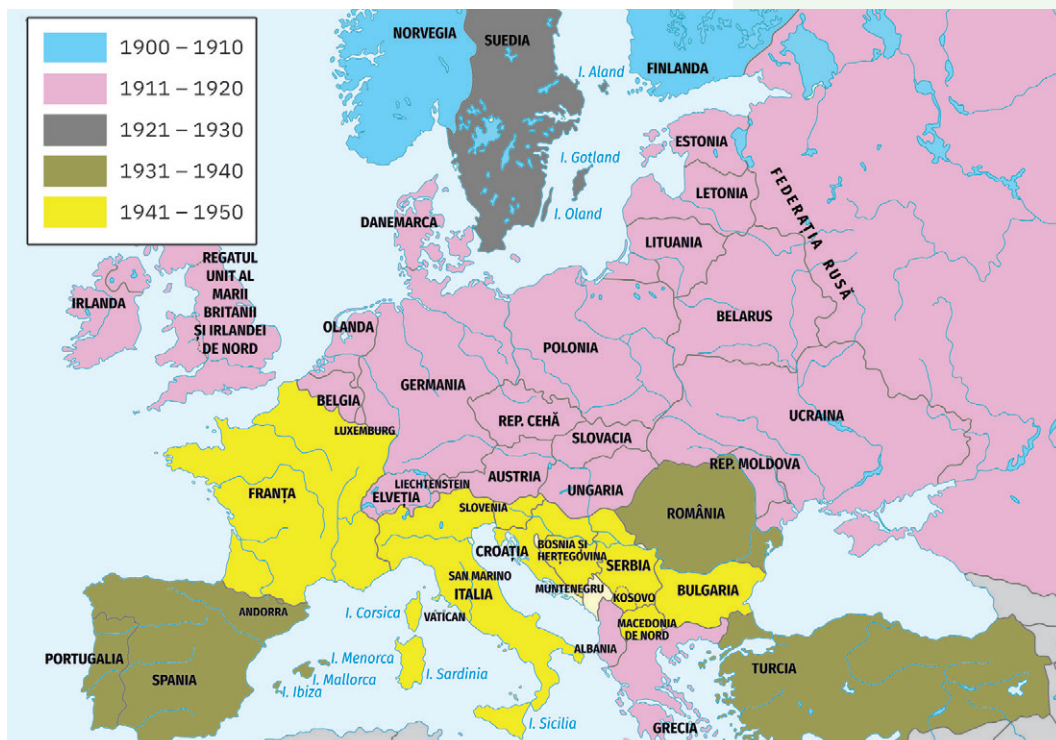 1900 – 1910
1911 – 1920
1921 – 1930
1931 – 1940
1941 – 1950
NORVEGIA
SUEDIA
FINLANDA
I. Aland
I. Gotland
I. Oland
ESTONIA
LETONIA
LITUANIA
FEDERAȚIA RUSĂ
BELARUS
DANEMARCA
IRLANDA
REGATUL
UNIT AL
MARII
BRITANII
ȘI IRLANDEI
DE NORD
OLANDA
BELGIA
LUXEMBURG
GERMANIA
POLONIA
REP. CEHĂ
SLOVACIA
UCRAINA
REP. MOLDOVA
AUSTRIA
LIECHTENSTEIN
ELVEȚIA
UNGARIA
ROMÂNIA
FRANȚA
SLOVENIA
CROAȚIA
BOSNIA ȘI
HERȚEGOVINA
SERBIA
SAN MARINO
ITALIA
VATICAN
MUNTENEGRU
KOSOVO
BULGARIA
MACEDONIA
DE NORD
ALBANIA
ANDORRA
I. Corsica
PORTUGALIA
SPANIA
I. Menorca
I. Mallorca
I. Ibiza
I. Sardinia
I. Sicilia
TURCIA
GRECIA